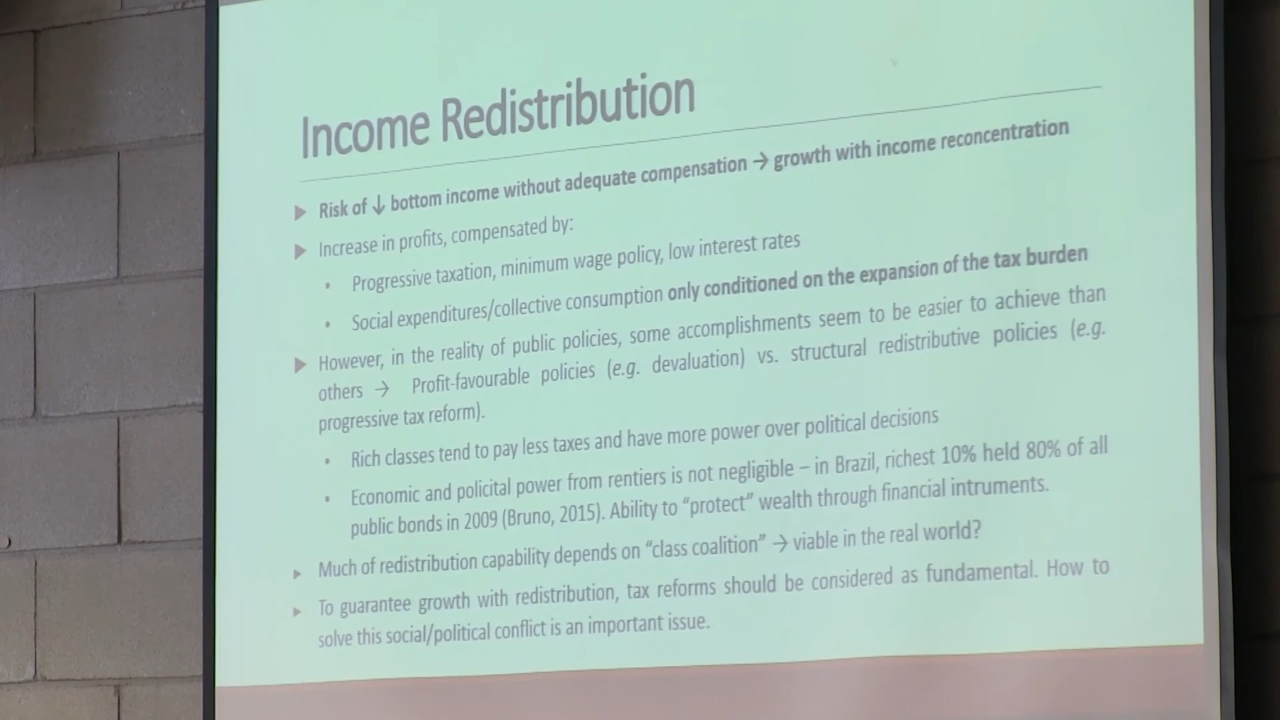 Income Redistribution
Risk of ↓ bottom income without adequate compensation → growth with income reconcentration
Increase in profits, compensated by:
• Progressive taxation, minimum wage policy, low interest rates
• Social expenditures/collective consumption only conditioned on the expansion of the tax burden
However, in the reality of public policies, some accomplishments seem to be easier to achieve than
others → Profit-favourable policies (e.g. devaluation) vs. structural redistributive policies (e.g.
progressive tax reform).
• Rich classes tend to pay less taxes and have more power over political decisions
• Economic and policital power from rentiers is not negligible – in Brazil, richest 10% held 80% of all
public bonds in 2009 (Bruno, 2015). Ability to “protect” wealth through financial intruments.
Much of redistribution capability depends on “class coalition” → viable in the real world?
To guarantee growth with redistribution, tax reforms should be considered as fundamental. How to
solve this social/political conflict is an important issue.